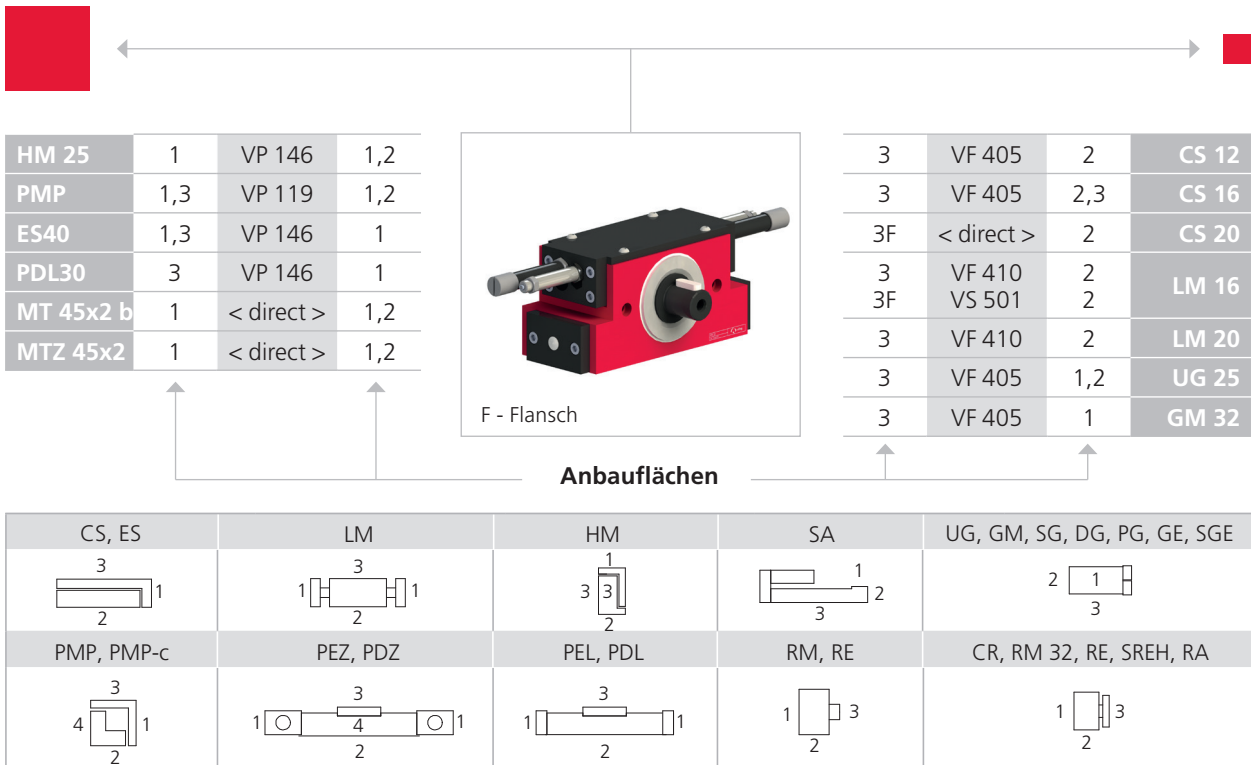 HM 25 1 VP 146 1,2
PMP 1,3 VP 119 1,2
ES40 1,3 VP 146 1
PDL30 3 VP 146 1
MT 45x2 b 1 < direct > 1,2
MTZ 45x2 1 < direct > 1,2
F - Flansch
3 VF 405 2 CS 12
3 VF 405 2,3 CS 16
3F < direct > 2 CS 20
3 VF 410 2 LM 16
3F VS 501 2
3 VF 410 2 LM 20
3 VF 405 1,2 UG 25
3 VF 405 1 GM 32
Anbauflächen
CS, ES LM HM SA UG, GM, SG, DG, PG, GE, SGE
3
1
2
3
1 1
2
1
3 3
2
1
2
3
2 1
3
PMP, PMP-c PEZ, PDZ PEL, PDL RM, RE CR, RM 32, RE, SREH, RA
3
4 1
2
3
1 4 1
2
3
1 1
2
1 3
2
1 3
2